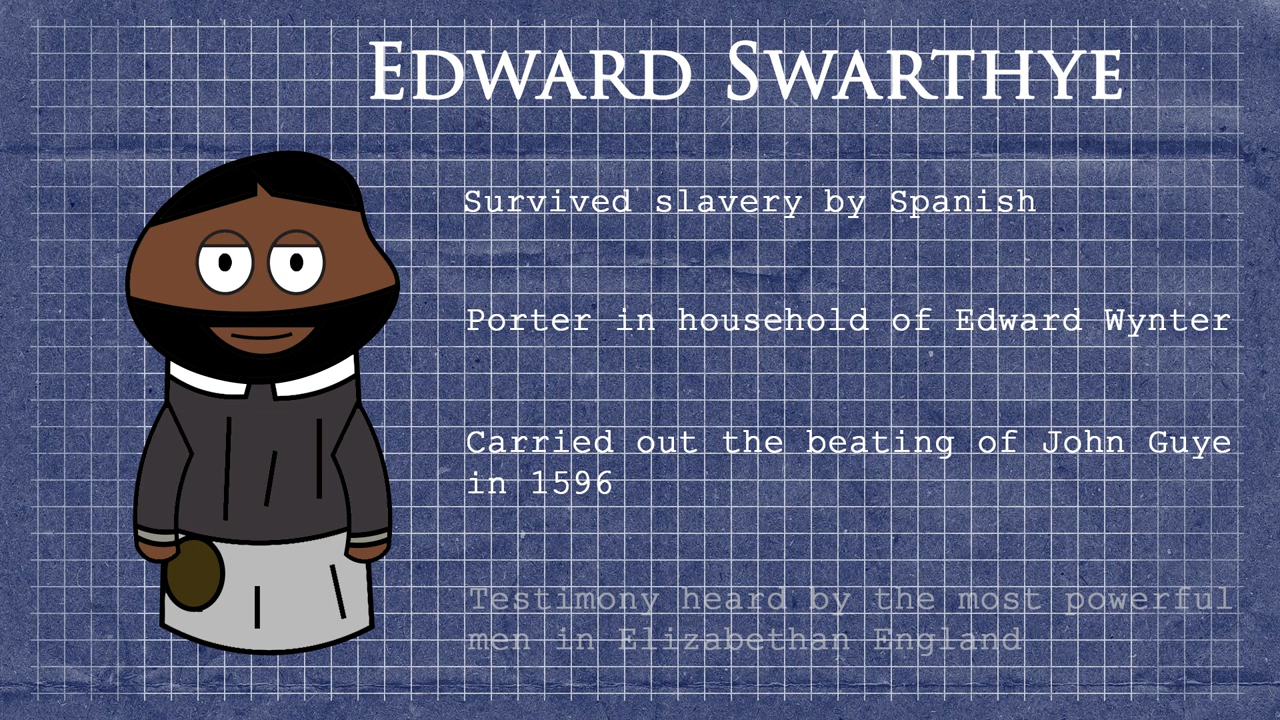 Edward Swarthye
Survived slavery by Spanish
Porter in household of Edward Wynter
Carried out the beating of John Guye
in 1596
Testimony heard by the most powerful
men in Elizabethan England